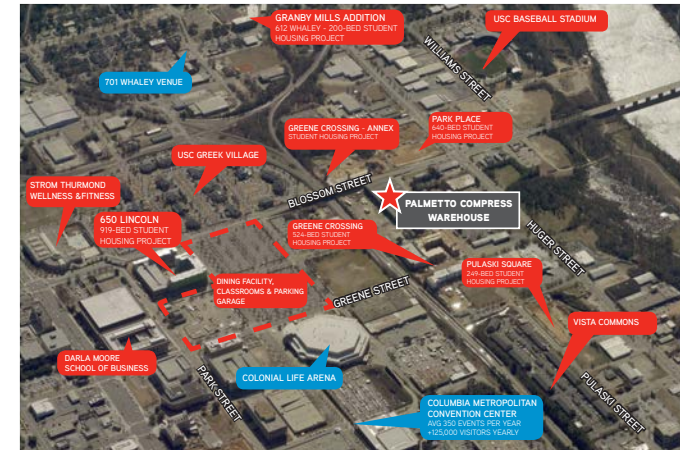 GRANBY MILLS ADDITION
612 WHALEY - 200-BED STUDENT
HOUSING PROJECT
USC BASEBALL STADIUM
WILLIAMS STREET
701 WHALEY VENUE
GREENE CROSSING - ANNEX
STUDENT HOUSING PROJECT
PARK PLACE
640-BED STUDENT
HOUSING PROJECT
USC GREEK VILLAGE
BLOSSOM STREET
STROM THURMOND
WELLNESS &FITNESS
PALMETTO COMPRESS
WAREHOUSE
650 LINCOLN
919-BED STUDENT
HOUSING PROJECT
GREENE CROSSING
524-BED STUDENT
HOUSING PROJECT
HUGER STREET
PULASKI SQUARE
249-BED STUDENT
HOUSING PROJECT
DINING FACILITY,
CLASSROOMS & PARKING
GARAGE
GREENE STREET
VISTA COMMONS
DARLA MOORE
SCHOOL OF BUSINESS
PARK STREET
COLONIAL LIFE ARENA
PULASKI STREET
COLUMBIA METROPOLITAN
CONVENTION CENTER
AVG 350 EVENTS PER YEAR
+125,000 VISITORS YEARLY